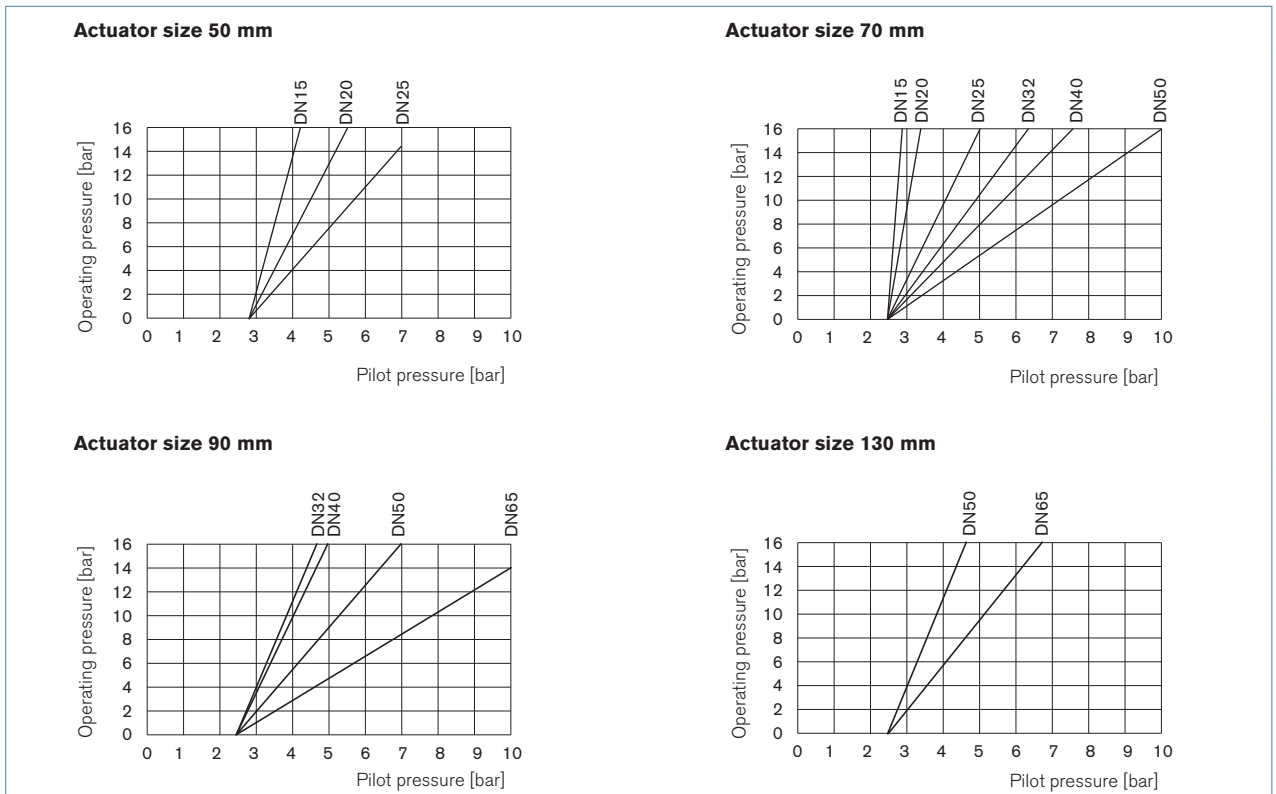 Actuator size 50 mm
DN15
DN20
DN25
Operating pressure [bar]
16
14
12
10
8
6
4
2
0
0 1 2 3 4 5 6 7 8 9 10
Pilot pressure [bar]
Actuator size 70 mm
DN15
DN20
DN25
DN32
DN40
DN50
Operating pressure [bar]
16
14
12
10
8
6
4
2
0
0 1 2 3 4 5 6 7 8 9 10
Pilot pressure [bar]
Actuator size 90 mm
DN32
DN40
DN50
DN65
Operating pressure [bar]
16
14
12
10
8
6
4
2
0
0 1 2 3 4 5 6 7 8 9 10
Pilot pressure [bar]
Actuator size 130 mm
DN50
DN65
Operating pressure [bar]
16
14
12
10
8
6
4
2
0
0 1 2 3 4 5 6 7 8 9 10
Pilot pressure [bar]